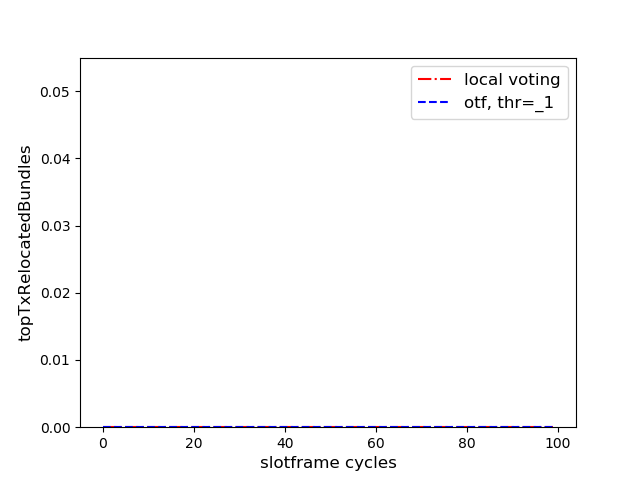 local voting
otf, thr=_1
0.05
0.04
0.03
0.02
0.01
0.00
topTxRelocatedBundles
0 20 40 60 80 100
slotframe cycles